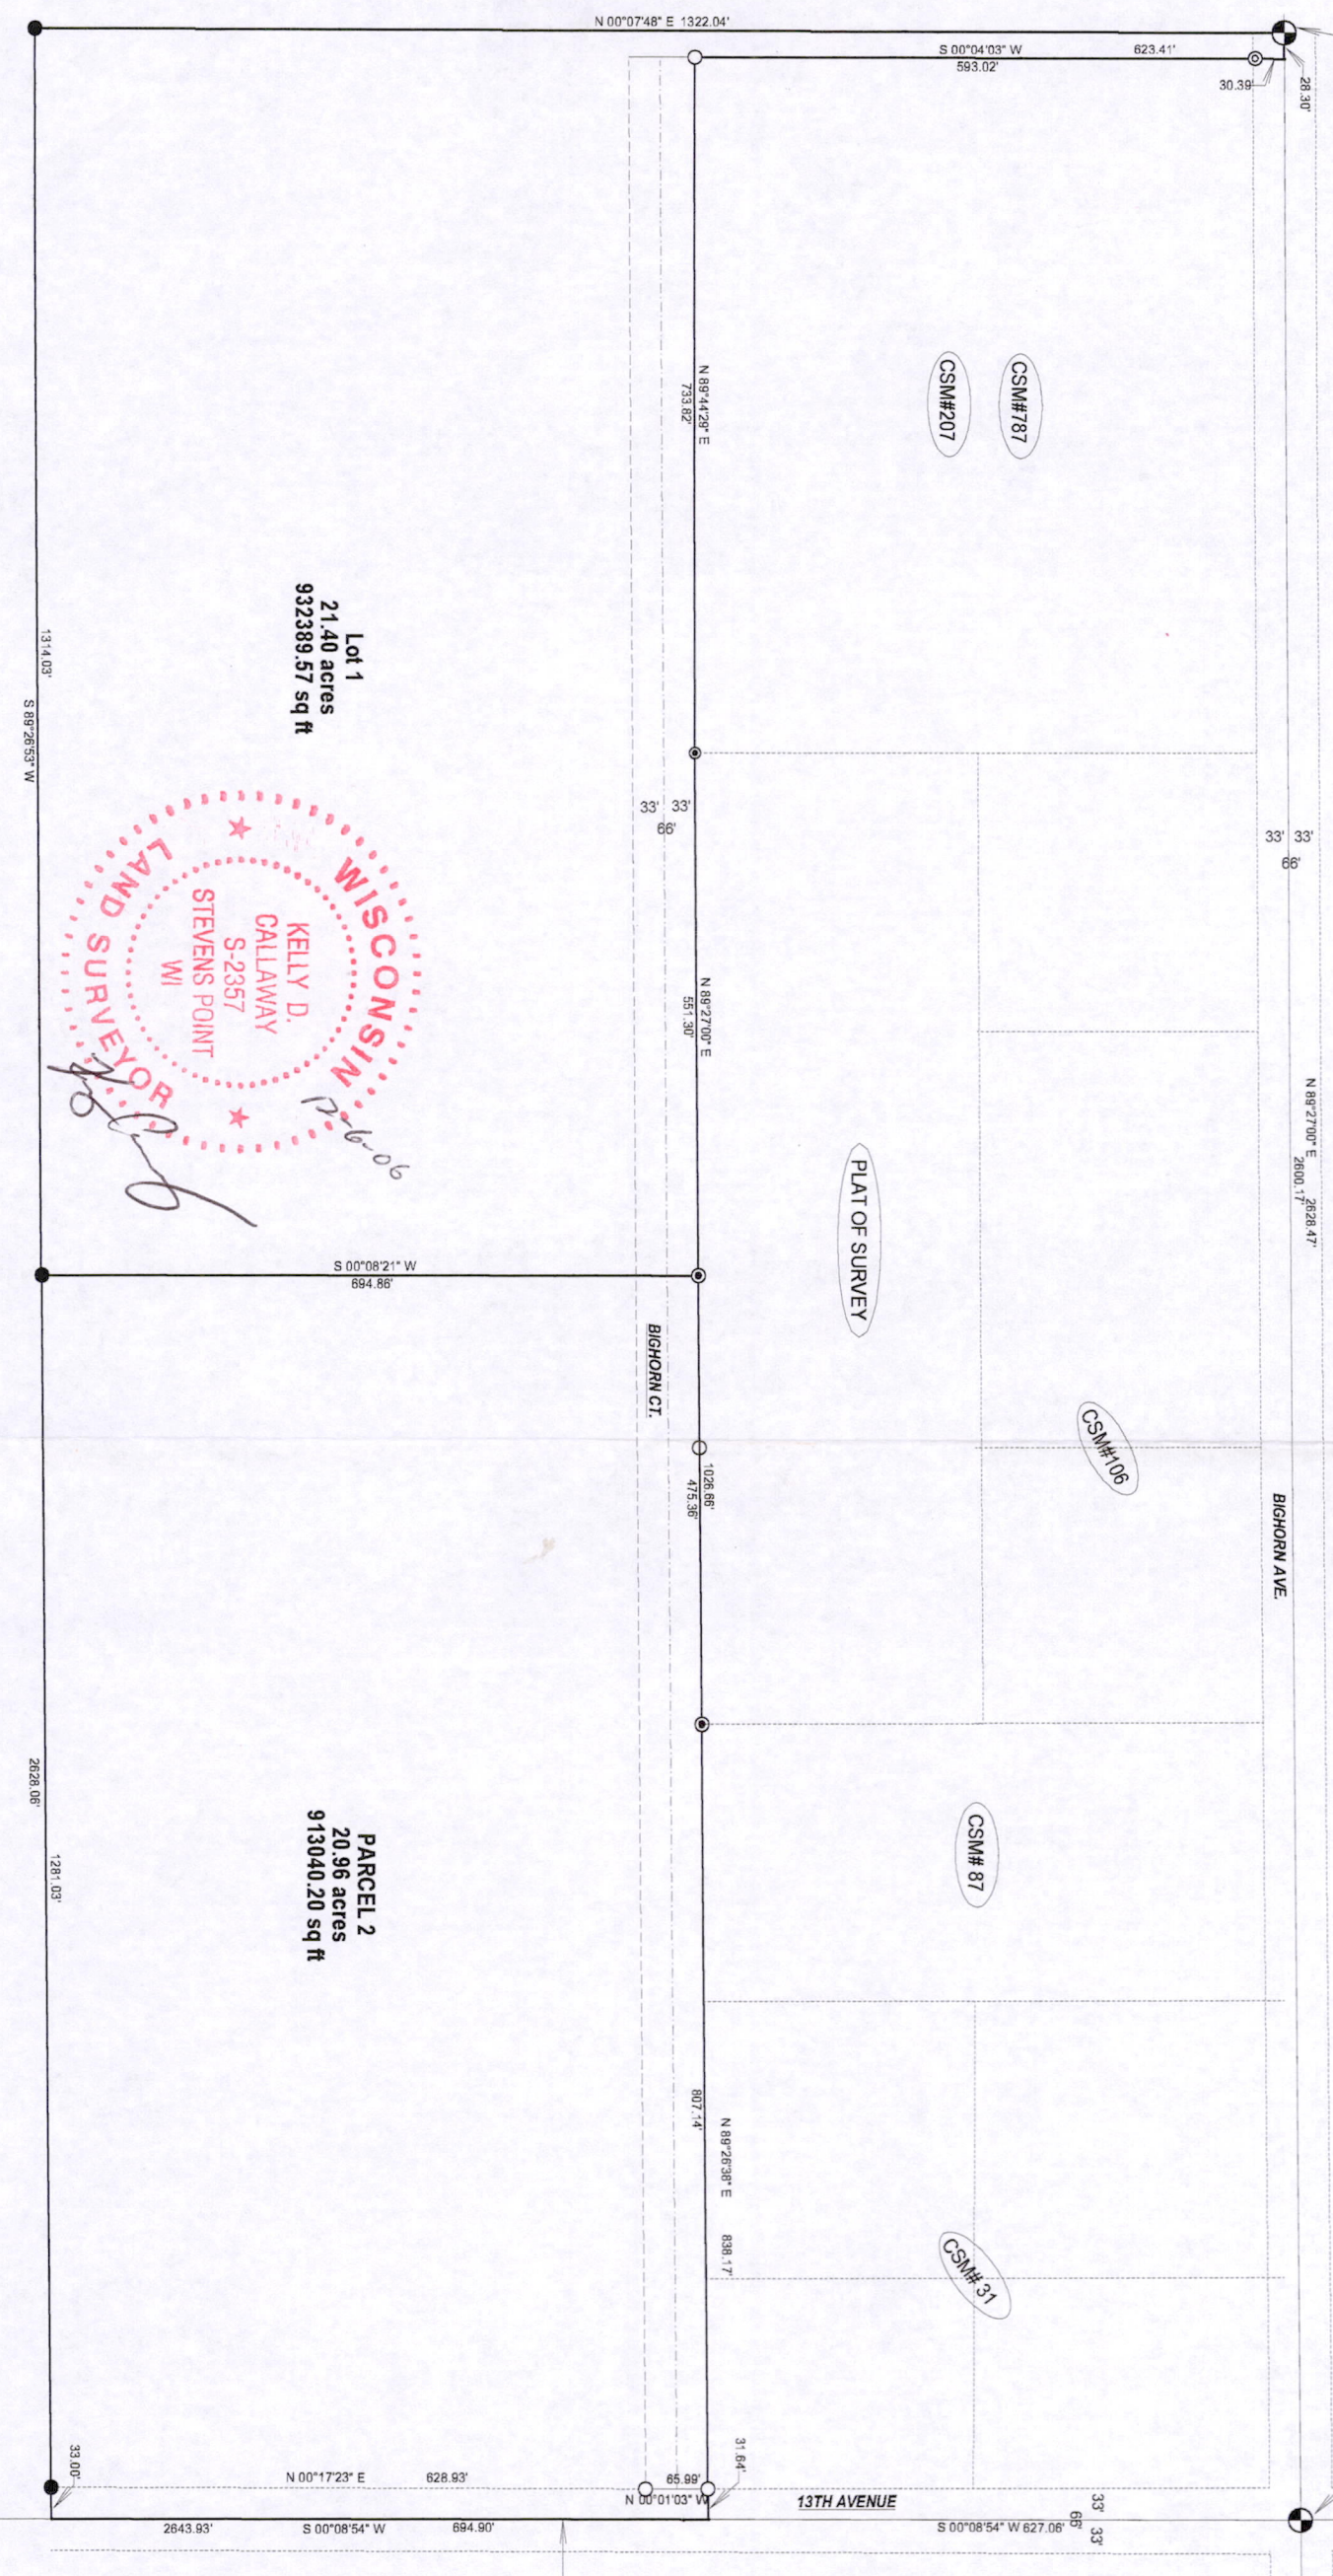 N 00°07'48" E 1322.04'
S 00°04'03" W 623.41'
593.02'
30.39'
28.30'
CSM#787
CSM#207
N 89°44'29" E
733.82'
Lot 1
21.40 acres
932389.57 sq ft
1314.03'
S 89°26'53" W
33' 33'
66'
33' 33'
66'
WISCONSIN
LAND SURVEYOR
KELLY D.
CALLAWAY
S-2357
STEVENS POINT
WI
N 89°27'00" E
551.30'
N 89°27'00" E 2628.47'
2600.17'
PLAT OF SURVEY
S 00°08'21" W
694.86'
BIGHORN CT.
CSM#106
1026.66'
475.36'
BIGHORN AVE.
2628.06'
1281.03'
PARCEL 2
20.96 acres
913040.20 sq ft
CSM# 87
807.14'
N 89°26'38" E 838.17'
CSM# 31
33.00'
31.64'
N 00°17'23" E 628.93'
65.99'
N 00°01'03" W
13TH AVENUE
33' 33'
66'
2643.93' S 00°08'54" W 694.90'
S 00°08'54" W 627.06'